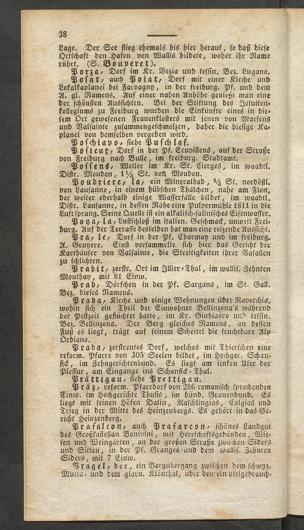 38
Lage. Der See stieg ehemals bis hier herauf, so daß diese
Ortschaft den Hafen von Wallis bildete, woher ihr Name
rührt. (S. Bouveret).
Porza, Dorf im Kr. Vezia und tessin. Bez. Lugano.
Posat, auch Posat, Dorf mit einer Kirche und
Lokalkaplanei bei Farvagny, in der freiburg. Pf. und dem
A. gl. Namens. Auf einer nahen Anhöhe genießt man eine
der schönsten Aussichten. Bei der Stiftung des Jesuiten-
kollegiums zu Freiburg wurden die Einkünfte eines in die-
sem Ort gewesenen Frauenklosters mit jenen von Marsens
und Valsainte zusammengeschmolzen, daher die hiesige Ka-
planei von demselben vergeben wird.
Poschiavo, siehe Puschlaf.
Posieux, Dorf in der Pf. Ecuvillens, auf der Straße
von Freiburg nach Bulle, im freiburg. Stadtamt.
Possens, Weiler im Kr. St. Cierges, im waadtl.
Distr. Moudon, 1½ St. von Moudon.
Poudrière, la, ein Mineralbad, St. nordöstl.
von Lausanne, in einem hübschen Thälchen, nahe am Flon,
der weiter oberhalb einige Wasserfälle bildet, im waadtl.
Distr. Lausanne, in dessen Nähe eine Pulvermühle 1811 in die
Luft sprang. Seine Quelle ist ein alkalisch-salinisches Eisenwasser.
Poya, la, Lustschloß im italien. Geschmack, unweit Frei-
burg. Auf der Terrasse desselben hat man eine reizende Aussicht.
Pra, le, Dorf in der Pf. Charmay und im freiburg.
A. Gruyere. Einst versammelte sich hier das Gericht der
Karthäuser von Valsainte, die Streitigkeiten ihrer Vasallen
zu schlichten.
Prabit, zerstr. Ort im Illier-Thal, im wallis. Zehnten
Monthay, mit 81 Einw.
Prad, Dörfchen in der Pf. Sargans, im St. Gall.
Bez. dieses Namens.
Prada, Kirche und einige Wohnungen über Ravecchia,
wohin sich ein Theil der Einwohner Bellinzona's während
der Pestzeit geflüchtet hatte, im Kr. Giubiasco und tessin.
Bez. Bellinzona. Der Berg gleiches Namens, an dessen
Fuß es liegt, trägt auf seinem Scheitel die fruchtbare Alp
Ordiano.
Prada, zerstreutes Dorf, welches mit Thierschen eine
reform. Pfarre von 305 Seelen bildet, im Hochger. Schan-
fick, im Zehngerichtenbund. Es liegt am linken Ufer der
Plessur, am Eingange ins Schanfick-Thal.
Prättigau, siehe Prettigau.
Präz, reform. Pfarrdorf von 286 romanisch sprechenden
Einw. im Hochgerichte Thusis, im bünd. Grauenbund. Es
liegt mit seinen Höfen Dalin, Raschlingias, Calgias und
Trieg in der Mitte des Heinzenbergs. Es gehört in das Ge-
richt Heinzenberg.
Prafalcon, auch Prafarcon, schönes Landgut
des Großkastellan Bonivini, mit Herrschaftsgebäuden, Wie-
sen und Weingärten, an der großen Straße zwischen Siders
und Sitten, in der Pf. Granges und dem wallis. Zehnten
Siders, mit 7 Einw.
Pragel, der, ein Bergübergang zwischen dem schwyz.
Mutta- und dem glarn. Klönthal, über den ein vielgebrauch-